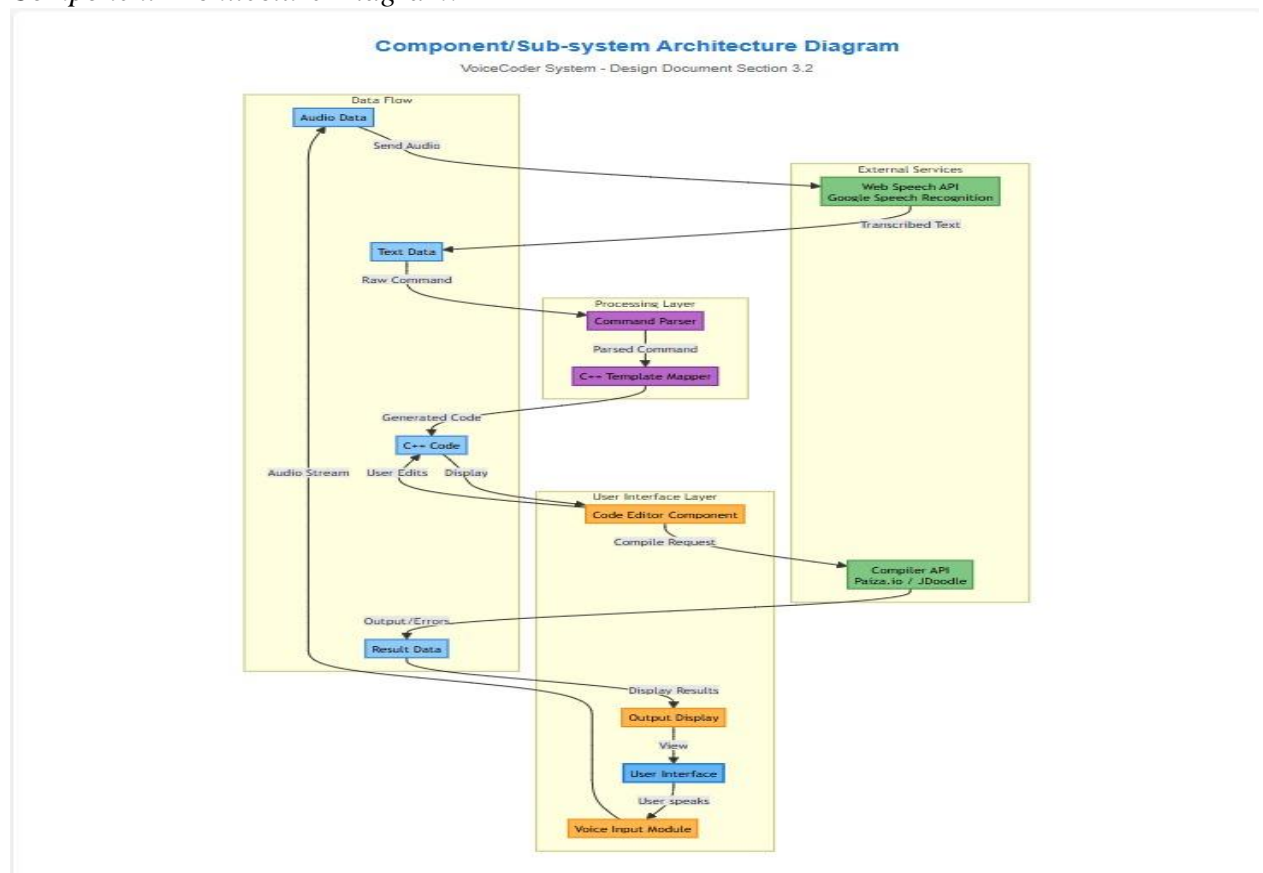 Component/Sub-system Architecture Diagram
VoiceCoder System - Design Document Section 3.2
Data Flow
Audio Data
Send Audio
External Services
Web Speech API
Google Speech Recognition
Transcribed Text
Text Data
Raw Command
Processing Layer
Command Parser
Parsed Command
C++ Template Mapper
Generated Code
C++ Code
Audio Stream
User Edits
Display
User Interface Layer
Code Editor Component
Compile Request
Compiler API
Paiza.io / JDoodle
Output/Errors
Result Data
Display Results
Output Display
View
User Interface
User speaks
Voice Input Module